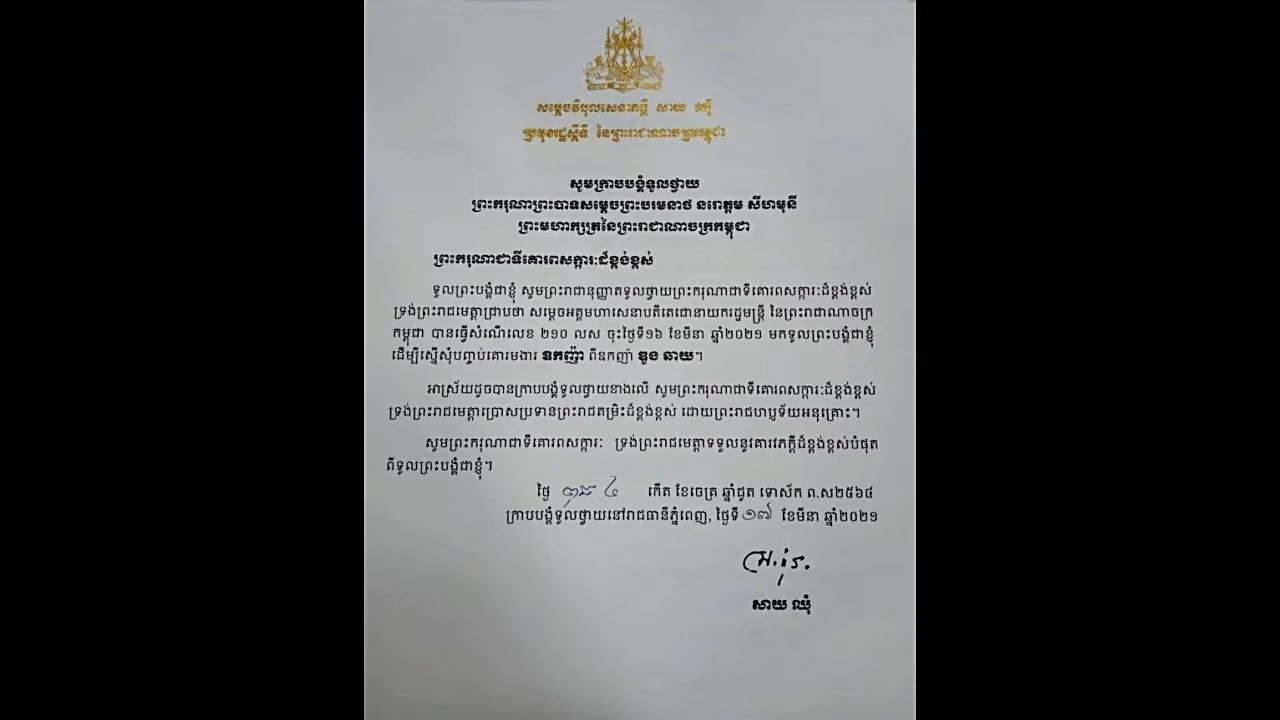 សម្តេចវិបុលសេនាភក្តី សាយ ឈុំ
ប្រមុខរដ្ឋស្តីទី នៃព្រះរាជាណាចក្រកម្ពុជា
សូមក្រាបបង្គំទូលថ្វាយ
ព្រះករុណាព្រះបាទសម្តេចព្រះបរមនាថ នរោត្តម សីហមុនី
ព្រះមហាក្សត្រនៃព្រះរាជាណាចក្រកម្ពុជា
ព្រះករុណាជាទីគោរពសក្ការៈដ៏ខ្ពង់ខ្ពស់
ទូលព្រះបង្គំជាខ្ញុំ សូមព្រះរាជានុញ្ញាតទូលថ្វាយព្រះករុណាជាទីគោរពសក្ការៈដ៏ខ្ពង់ខ្ពស់
ទ្រង់ព្រះរាជមេត្តាជ្រាបថា សម្តេចអគ្គមហាសេនាបតីតេជោនាយករដ្ឋមន្ត្រី នៃព្រះរាជាណាចក្រ
កម្ពុជា បានធ្វើសំណើលេខ ២១០ លស ចុះថ្ងៃទី១៦ ខែមីនា ឆ្នាំ២០២១ មកទូលព្រះបង្គំជាខ្ញុំ
ដើម្បីស្នើសុំបញ្ចប់គោរមងារ ឧកញ៉ា ពីឧកញ៉ា ឌួង ឆាយ។
អាស្រ័យដូចបានក្រាបបង្គំទូលថ្វាយខាងលើ សូមព្រះករុណាជាទីគោរពសក្ការៈដ៏ខ្ពង់ខ្ពស់
ទ្រង់ព្រះរាជមេត្តាប្រោសប្រទានព្រះរាជតម្រិះដ៏ខ្ពង់ខ្ពស់ ដោយព្រះរាជហឫទ័យអនុគ្រោះ។
សូមព្រះករុណាជាទីគោរពសក្ការៈ ទ្រង់ព្រះរាជមេត្តាទទួលនូវគារវភក្តីដ៏ខ្ពង់ខ្ពស់បំផុត
ពីទូលព្រះបង្គំជាខ្ញុំ។
ថ្ងៃ ពុធ ៤ កើត ខែចេត្រ ឆ្នាំជូត ទោស័ក ព.ស២៥៦៤
ក្រាបបង្គំទូលថ្វាយនៅរាជធានីភ្នំពេញ, ថ្ងៃទី១៧ ខែមីនា ឆ្នាំ២០២១
សាយ ឈុំ